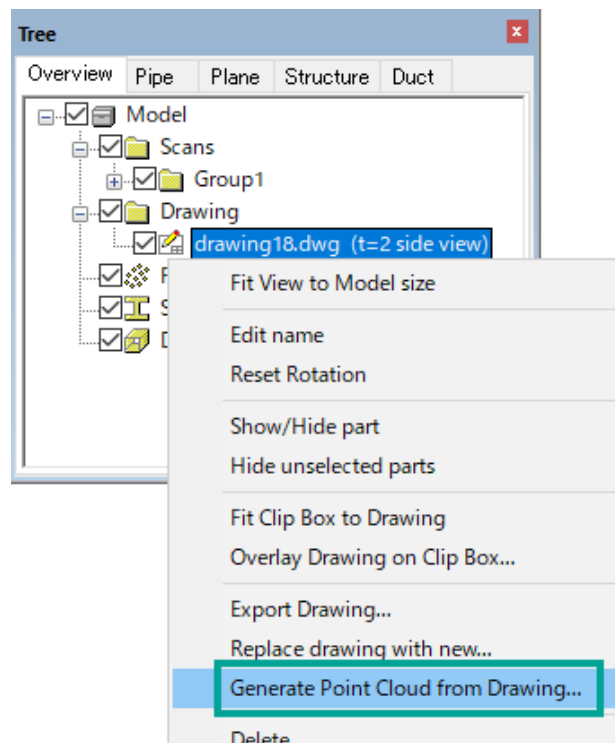 Tree
Overview Pipe Plane Structure Duct
Model
Scans
Group1
Drawing
drawing18.dwg (t=2 side view)
Fit View to Model size
Edit name
Reset Rotation
Show/Hide part
Hide unselected parts
Fit Clip Box to Drawing
Overlay Drawing on Clip Box...
Export Drawing...
Replace drawing with new...
Generate Point Cloud from Drawing...
Delete